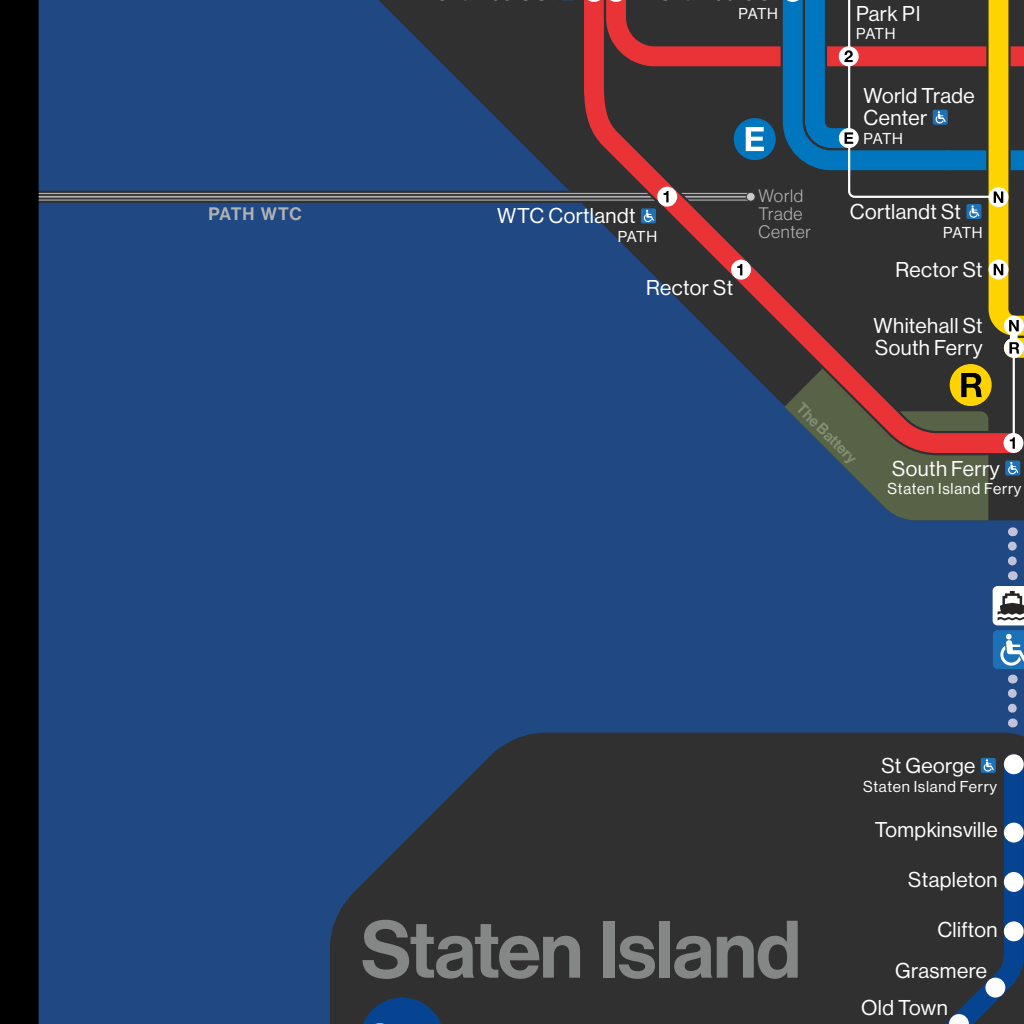 PATH
Park Pl
PATH
2
World Trade
Center
PATH
E
E
PATH WTC
1
World
Trade
Center
WTC Cortlandt
PATH
N
Cortlandt St
PATH
1
Rector St
Rector St
N
Whitehall St
South Ferry
N
R
R
The Battery
1
South Ferry
Staten Island Ferry
St George
Staten Island Ferry
Tompkinsville
Stapleton
Clifton
Grasmere
Old Town
Staten Island